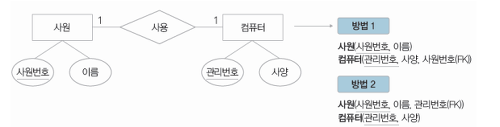 사원 1 사용 1 컴퓨터
사원번호 이름 관리번호 사양
방법 1
사원(사원번호, 이름)
컴퓨터(관리번호, 사양, 사원번호(FK))
방법 2
사원(사원번호, 이름, 관리번호(FK))
컴퓨터(관리번호, 사양)